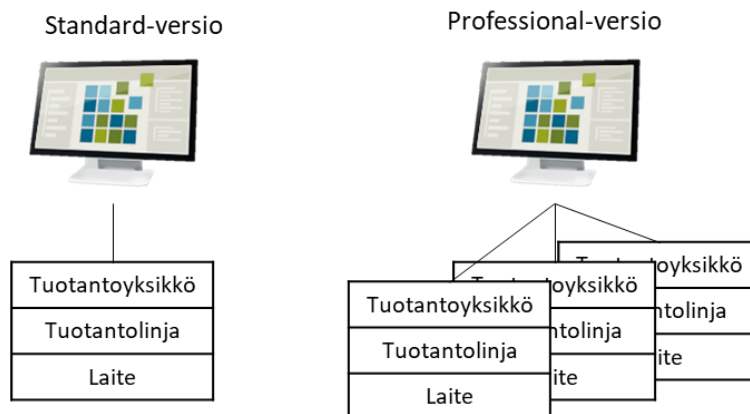 Standard-versio
Professional-versio
Tuotantoyksikkö
Tuotantolinja
Laite
Tuotantoyksikkö
Tuotantolinja
Laite